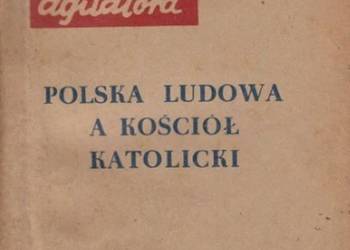 agitatora
POLSKA LUDOWA
A KOŚCIÓŁ
KATOLICKI